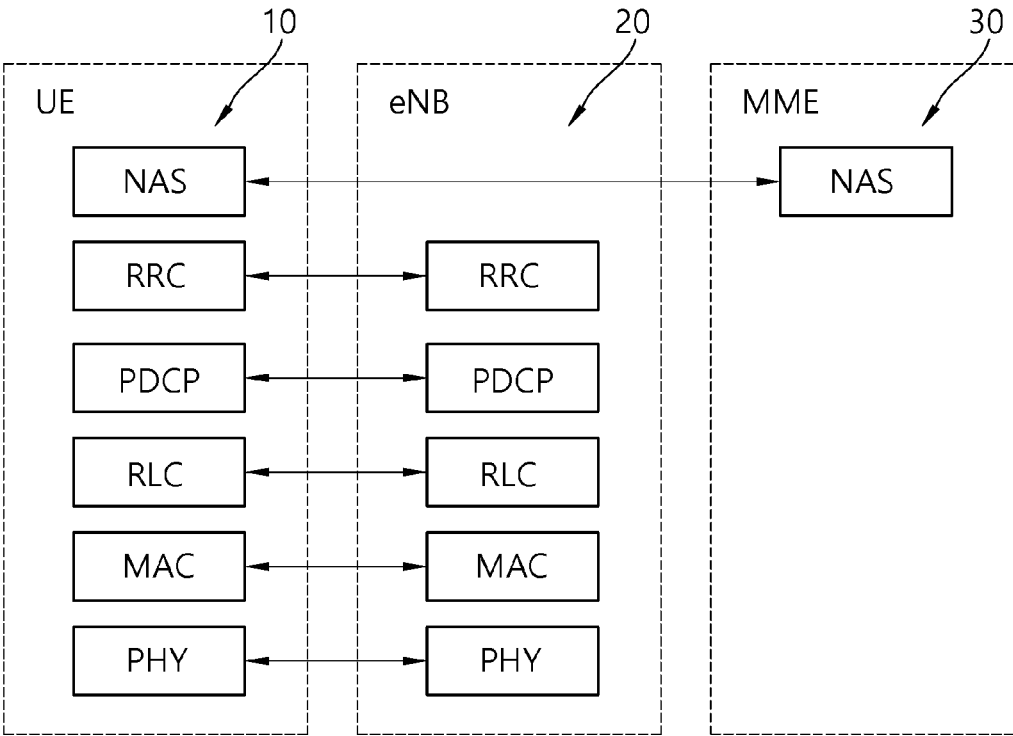 10 20 30
UE eNB MME
NAS NAS
RRC RRC
PDCP PDCP
RLC RLC
MAC MAC
PHY PHY